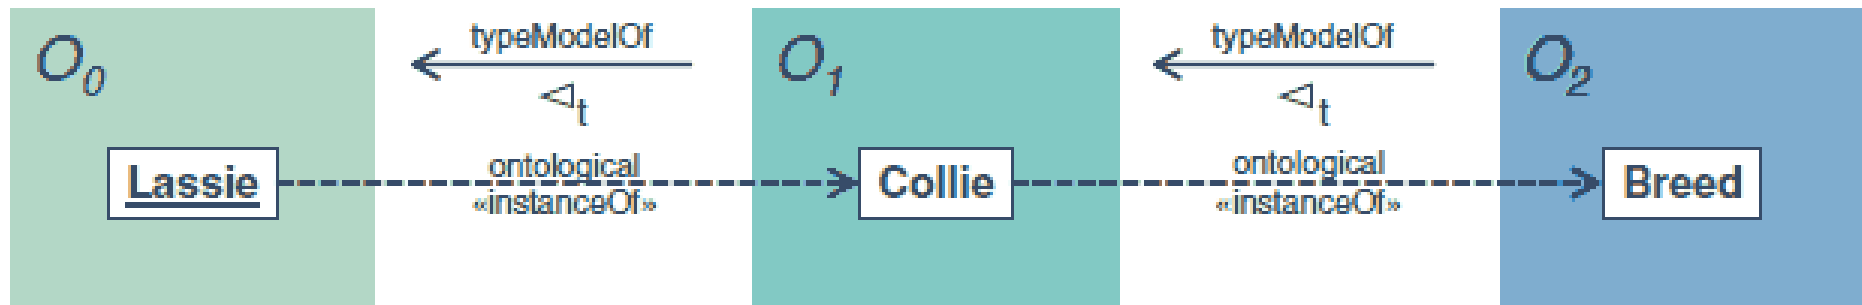 O0
typeModelOf
◁t
ontological
«instanceOf»
Lassie
O1
Collie
typeModelOf
◁t
ontological
«instanceOf»
O2
Breed